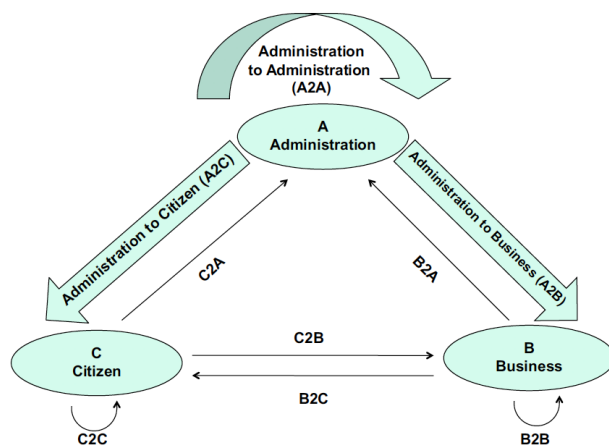 Administration
to Administration
(A2A)
A
Administration
Administration to Citizen (A2C)
Administration to Business (A2B)
C2A
B2A
C2B
C
Citizen
B
Business
B2C
C2C
B2B